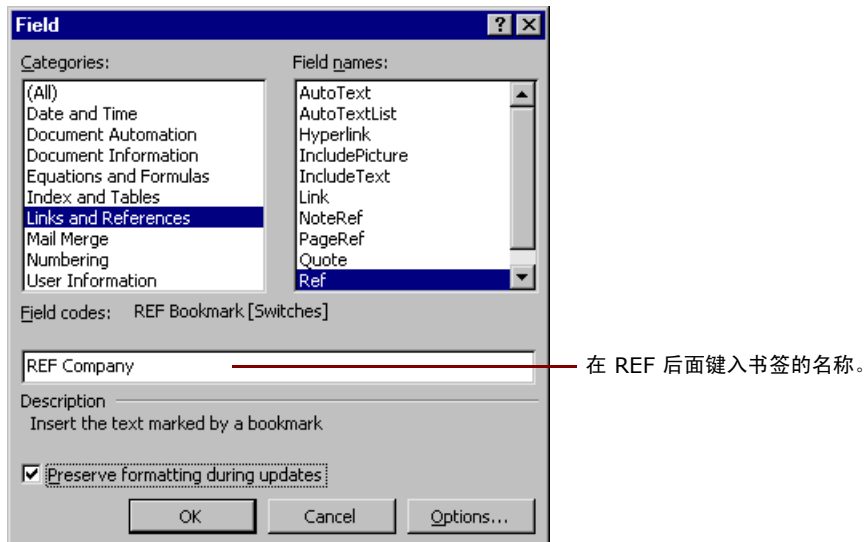 Field
Categories:
(All)
Date and Time
Document Automation
Document Information
Equations and Formulas
Index and Tables
Links and References
Mail Merge
Numbering
User Information
Field names:
AutoText
AutoTextList
Hyperlink
IncludePicture
IncludeText
Link
NoteRef
PageRef
Quote
Ref
Field codes: REF Bookmark [Switches]
REF Company
在 REF 后面键入书签的名称。
Description
Insert the text marked by a bookmark
Preserve formatting during updates
OK Cancel Options...